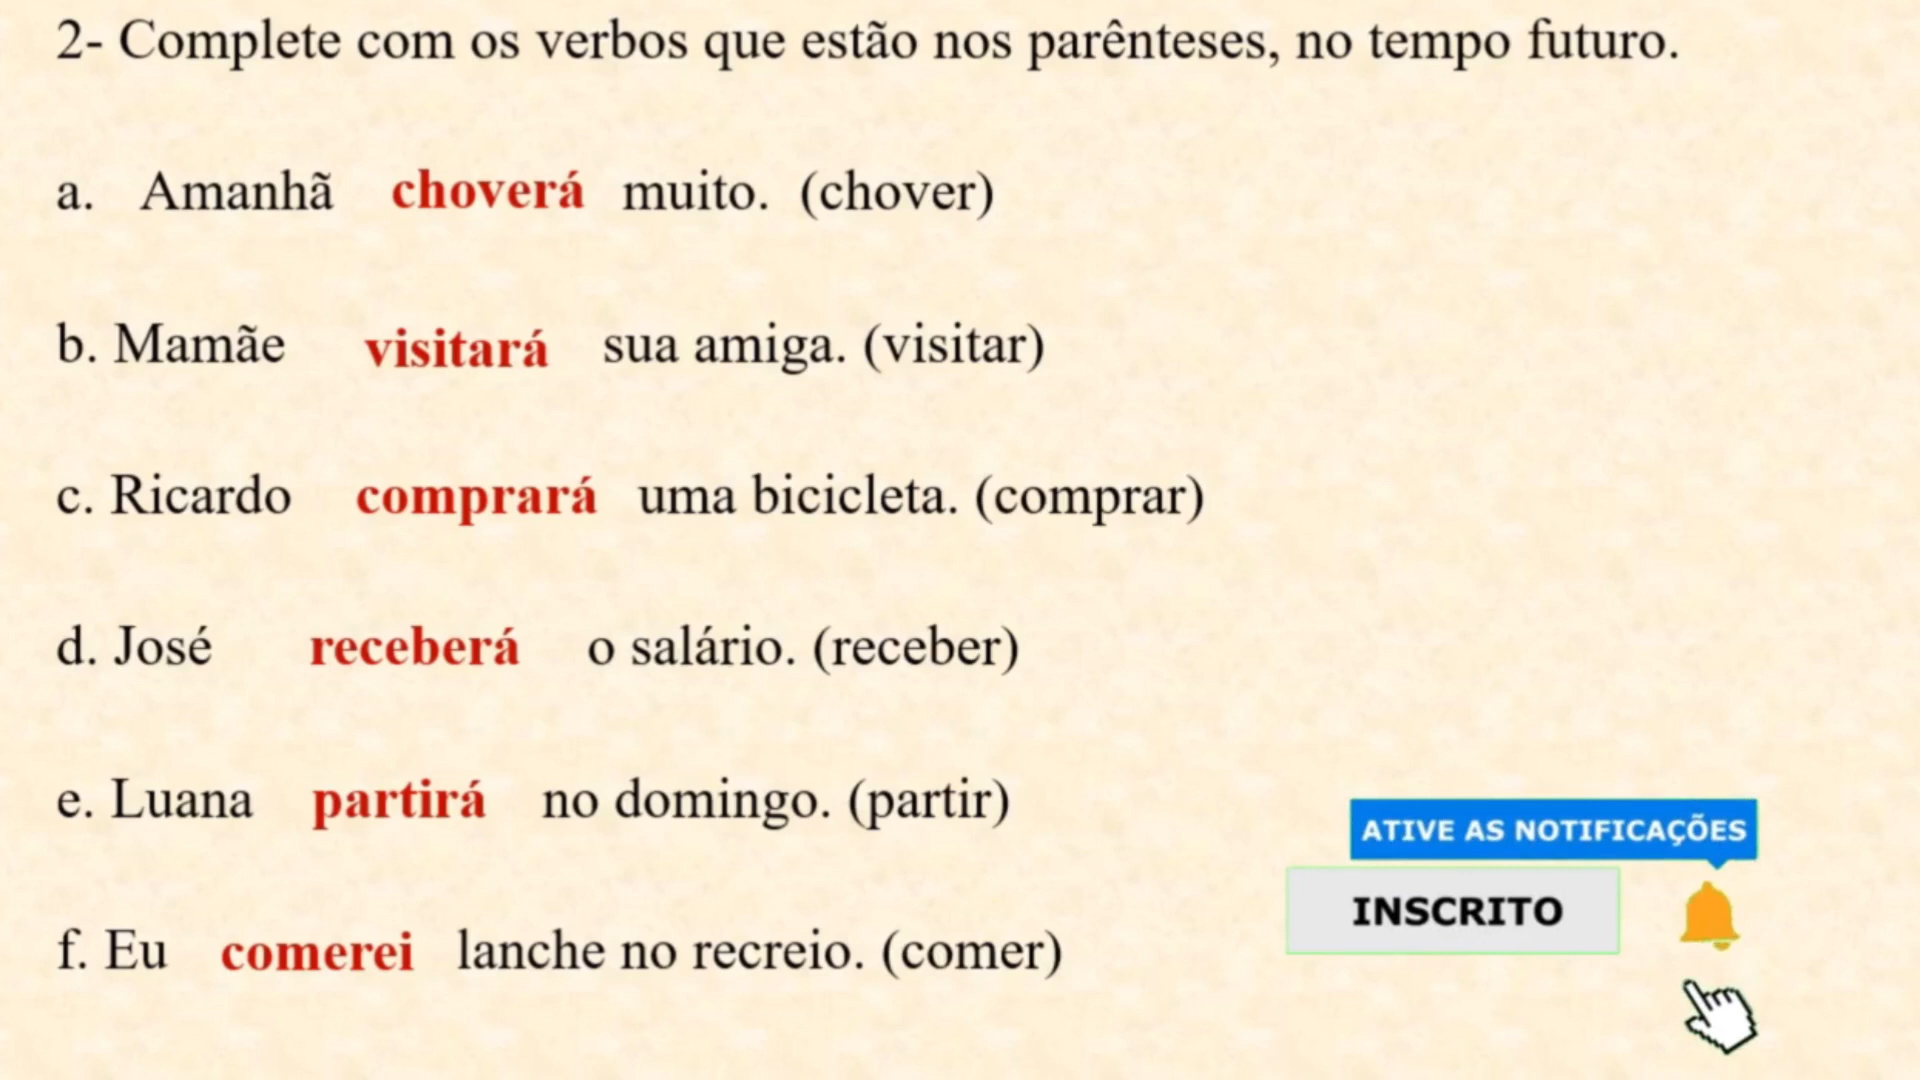 2- Complete com os verbos que estão nos parênteses, no tempo futuro.
a. Amanhã choverá muito. (chover)
b. Mamãe visitará sua amiga. (visitar)
c. Ricardo comprará uma bicicleta. (comprar)
d. José receberá o salário. (receber)
e. Luana partirá no domingo. (partir)
f. Eu comerei lanche no recreio. (comer)
ATIVE AS NOTIFICAÇÕES
INSCRITO